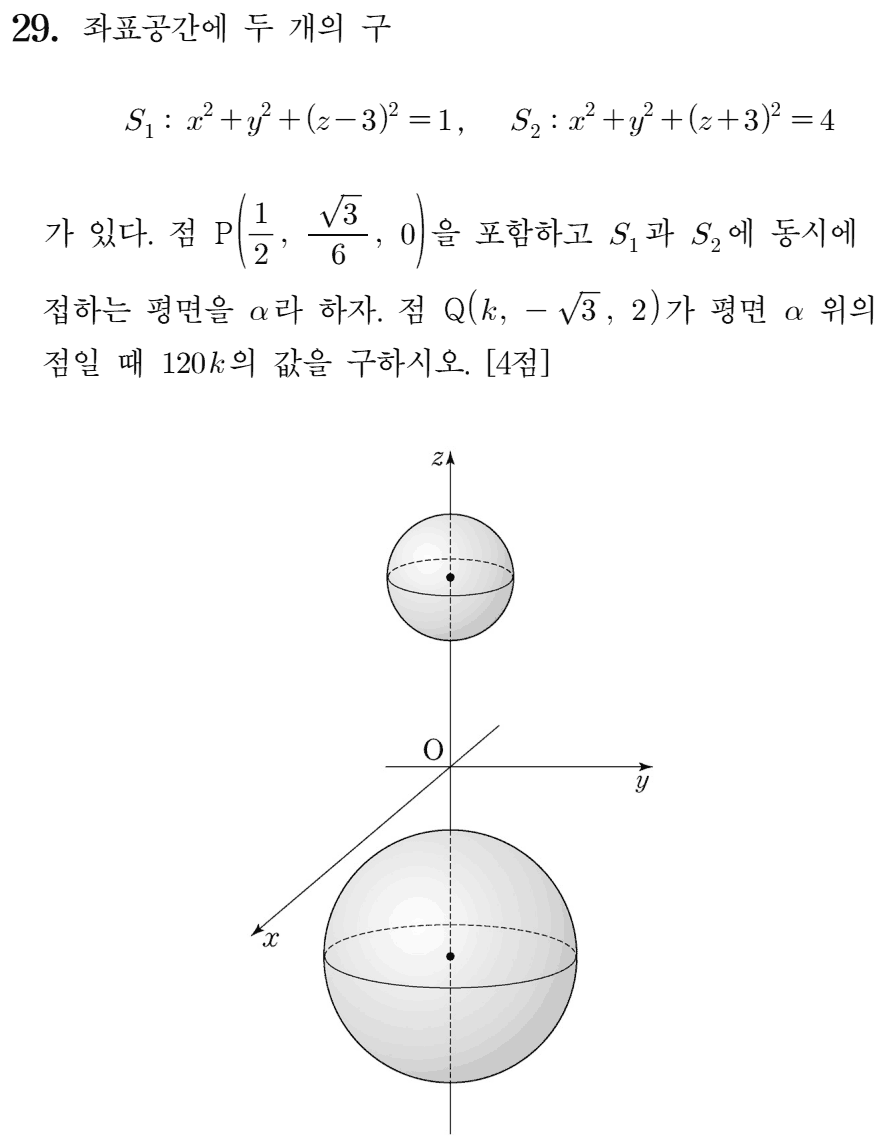 29. 좌표공간에 두 개의 구
S₁ : x²+y²+(z−3)²=1, S₂ : x²+y²+(z+3)²=4
가 있다. 점 P(1/2, √3/6, 0)을 포함하고 S₁과 S₂에 동시에
접하는 평면을 α라 하자. 점 Q(k, −√3, 2)가 평면 α 위의
점일 때 120k의 값을 구하시오. [4점]
z
O
y
x